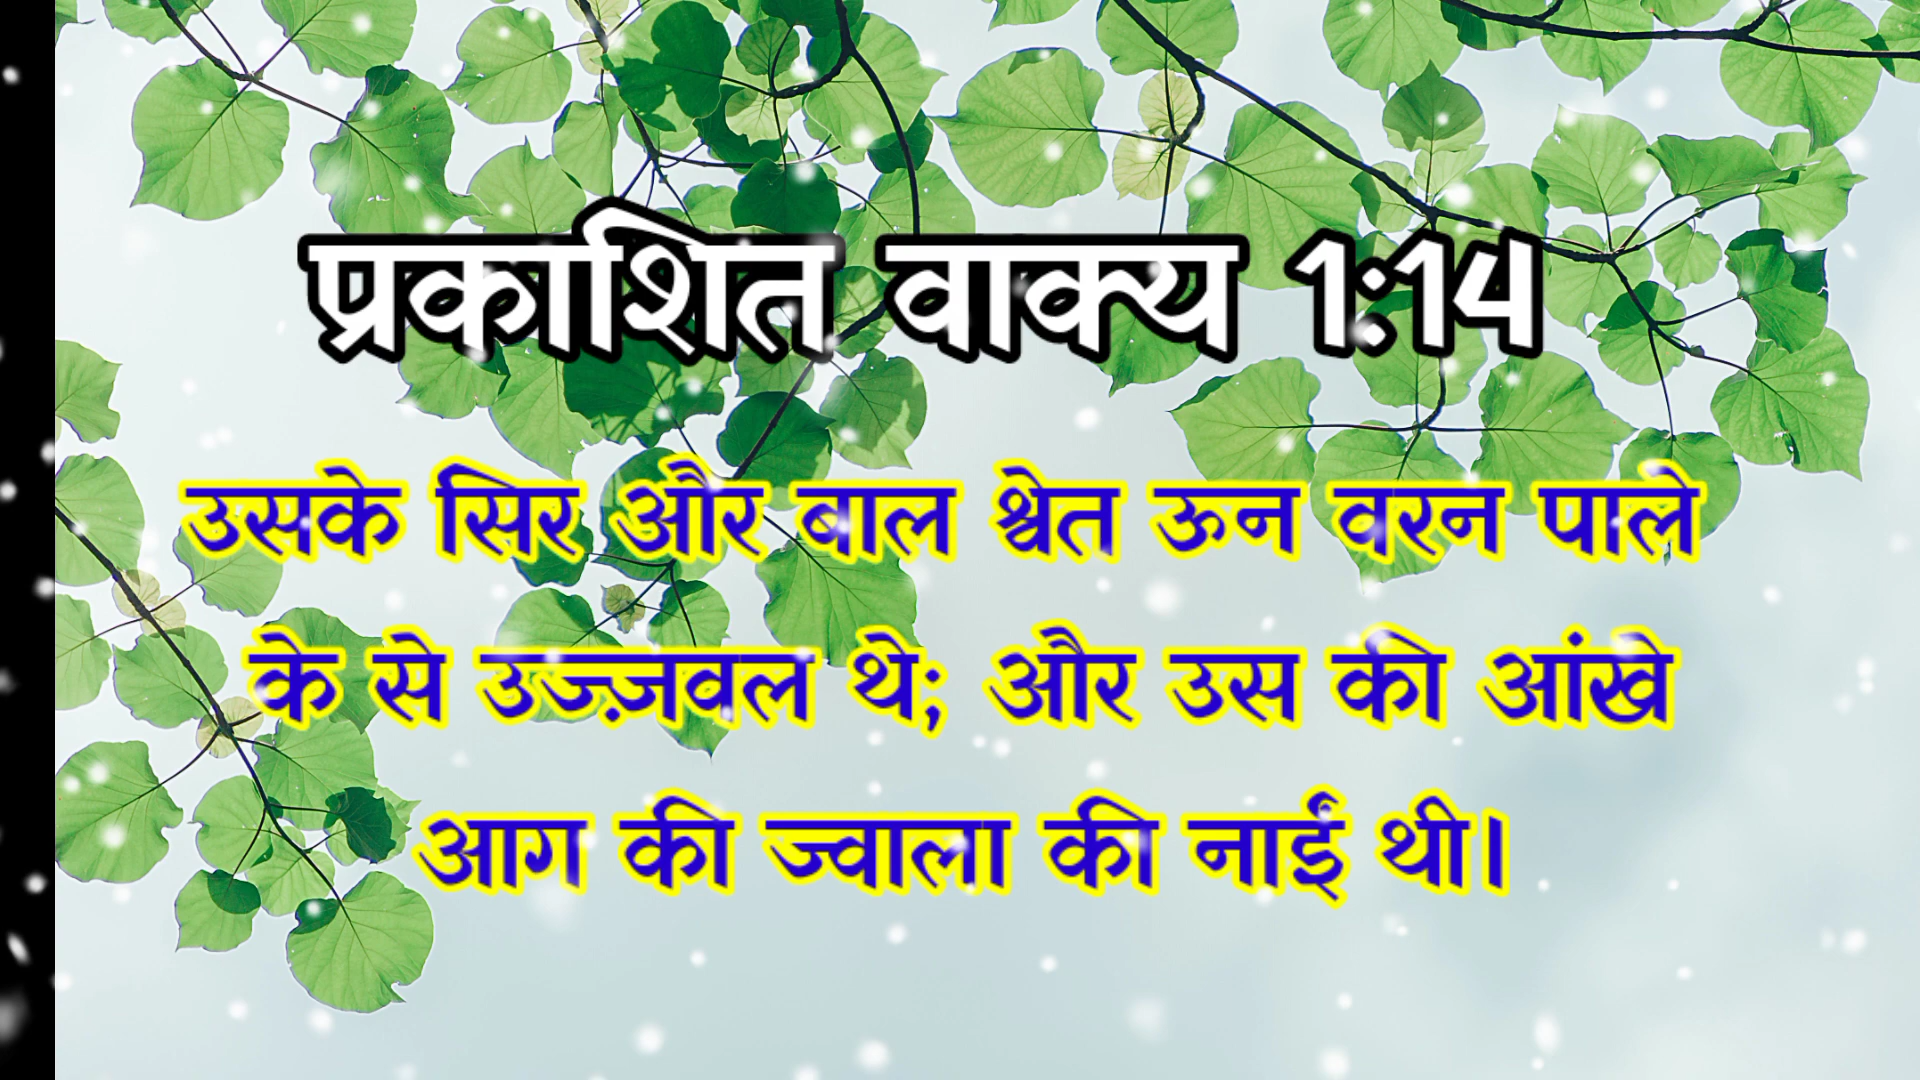 प्रकाशित वाक्य 1:14
उसके सिर और बाल श्वेत ऊन वरन पाले
के से उज्ज़वल थे; और उस की आंखे
आग की ज्वाला की नाईं थी।